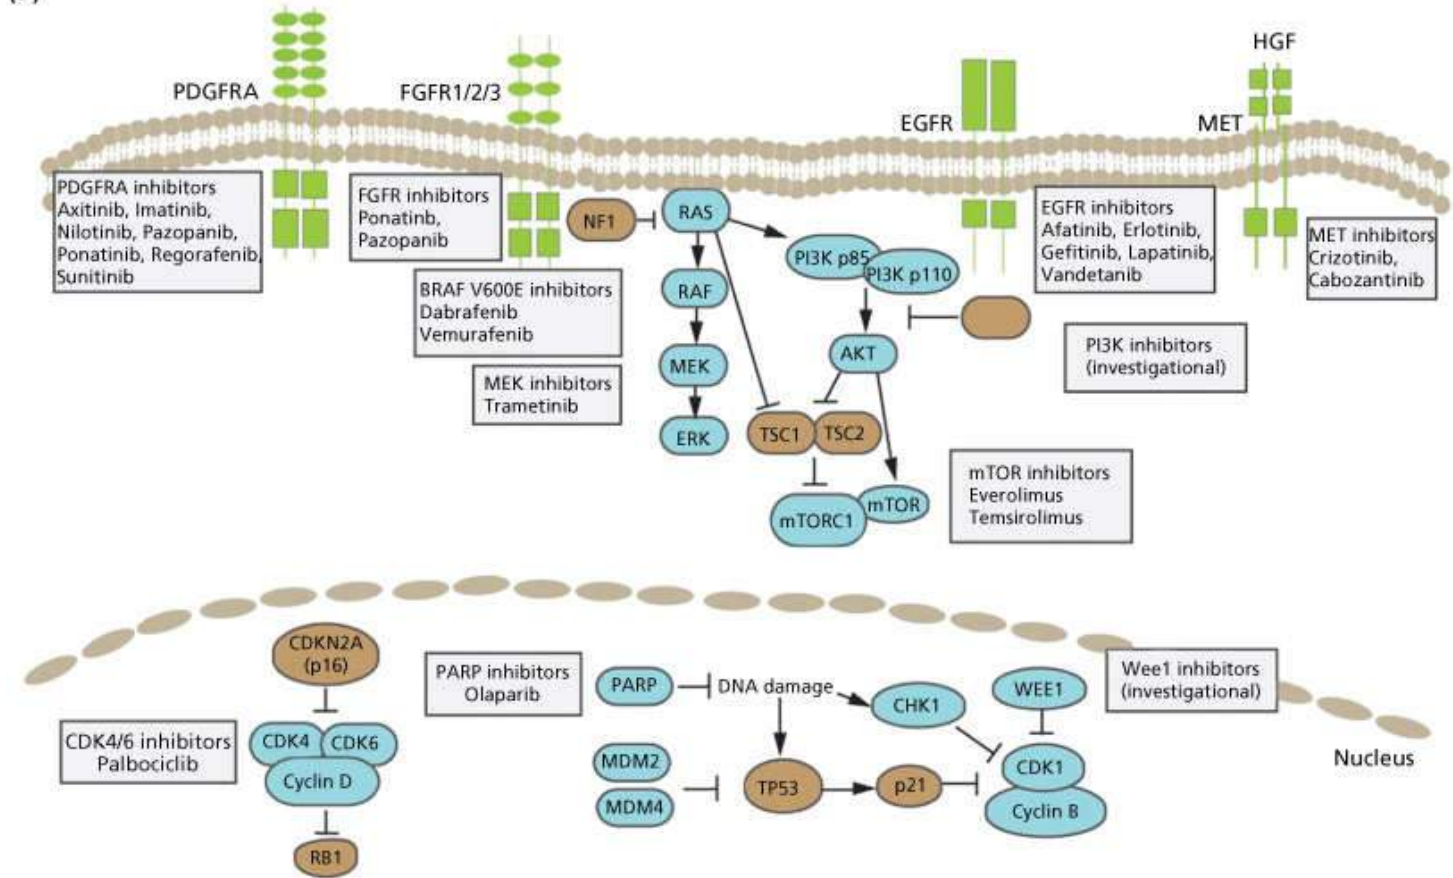 HGF
PDGFRA
FGFR1/2/3
EGFR
MET
PDGFRA inhibitors
Axitinib, Imatinib,
Nilotinib, Pazopanib,
Ponatinib, Regorafenib,
Sunitinib
FGFR inhibitors
Ponatinb,
Pazopanib
NF1
RAS
PI3K p85
PI3K p110
EGFR inhibitors
Afatinib, Erlotinib,
Gefitinib, Lapatinib,
Vandetanib
MET inhibitors
Crizotinib,
Cabozantinib
BRAF V600E inhibitors
Dabrafenib
Vemurafenib
RAF
MEK inhibitors
Trametinib
MEK
AKT
PI3K inhibitors
(investigational)
ERK
TSC1
TSC2
mTORC1
mTOR
mTOR inhibitors
Everolimus
Temsirolimus
CDKN2A
(p16)
PARP inhibitors
Olaparib
PARP
DNA damage
CHK1
WEE1
Wee1 inhibitors
(investigational)
CDK4/6 inhibitors
Palbociclib
CDK4
CDK6
Cyclin D
MDM2
MDM4
TP53
p21
CDK1
Cyclin B
Nucleus
RB1